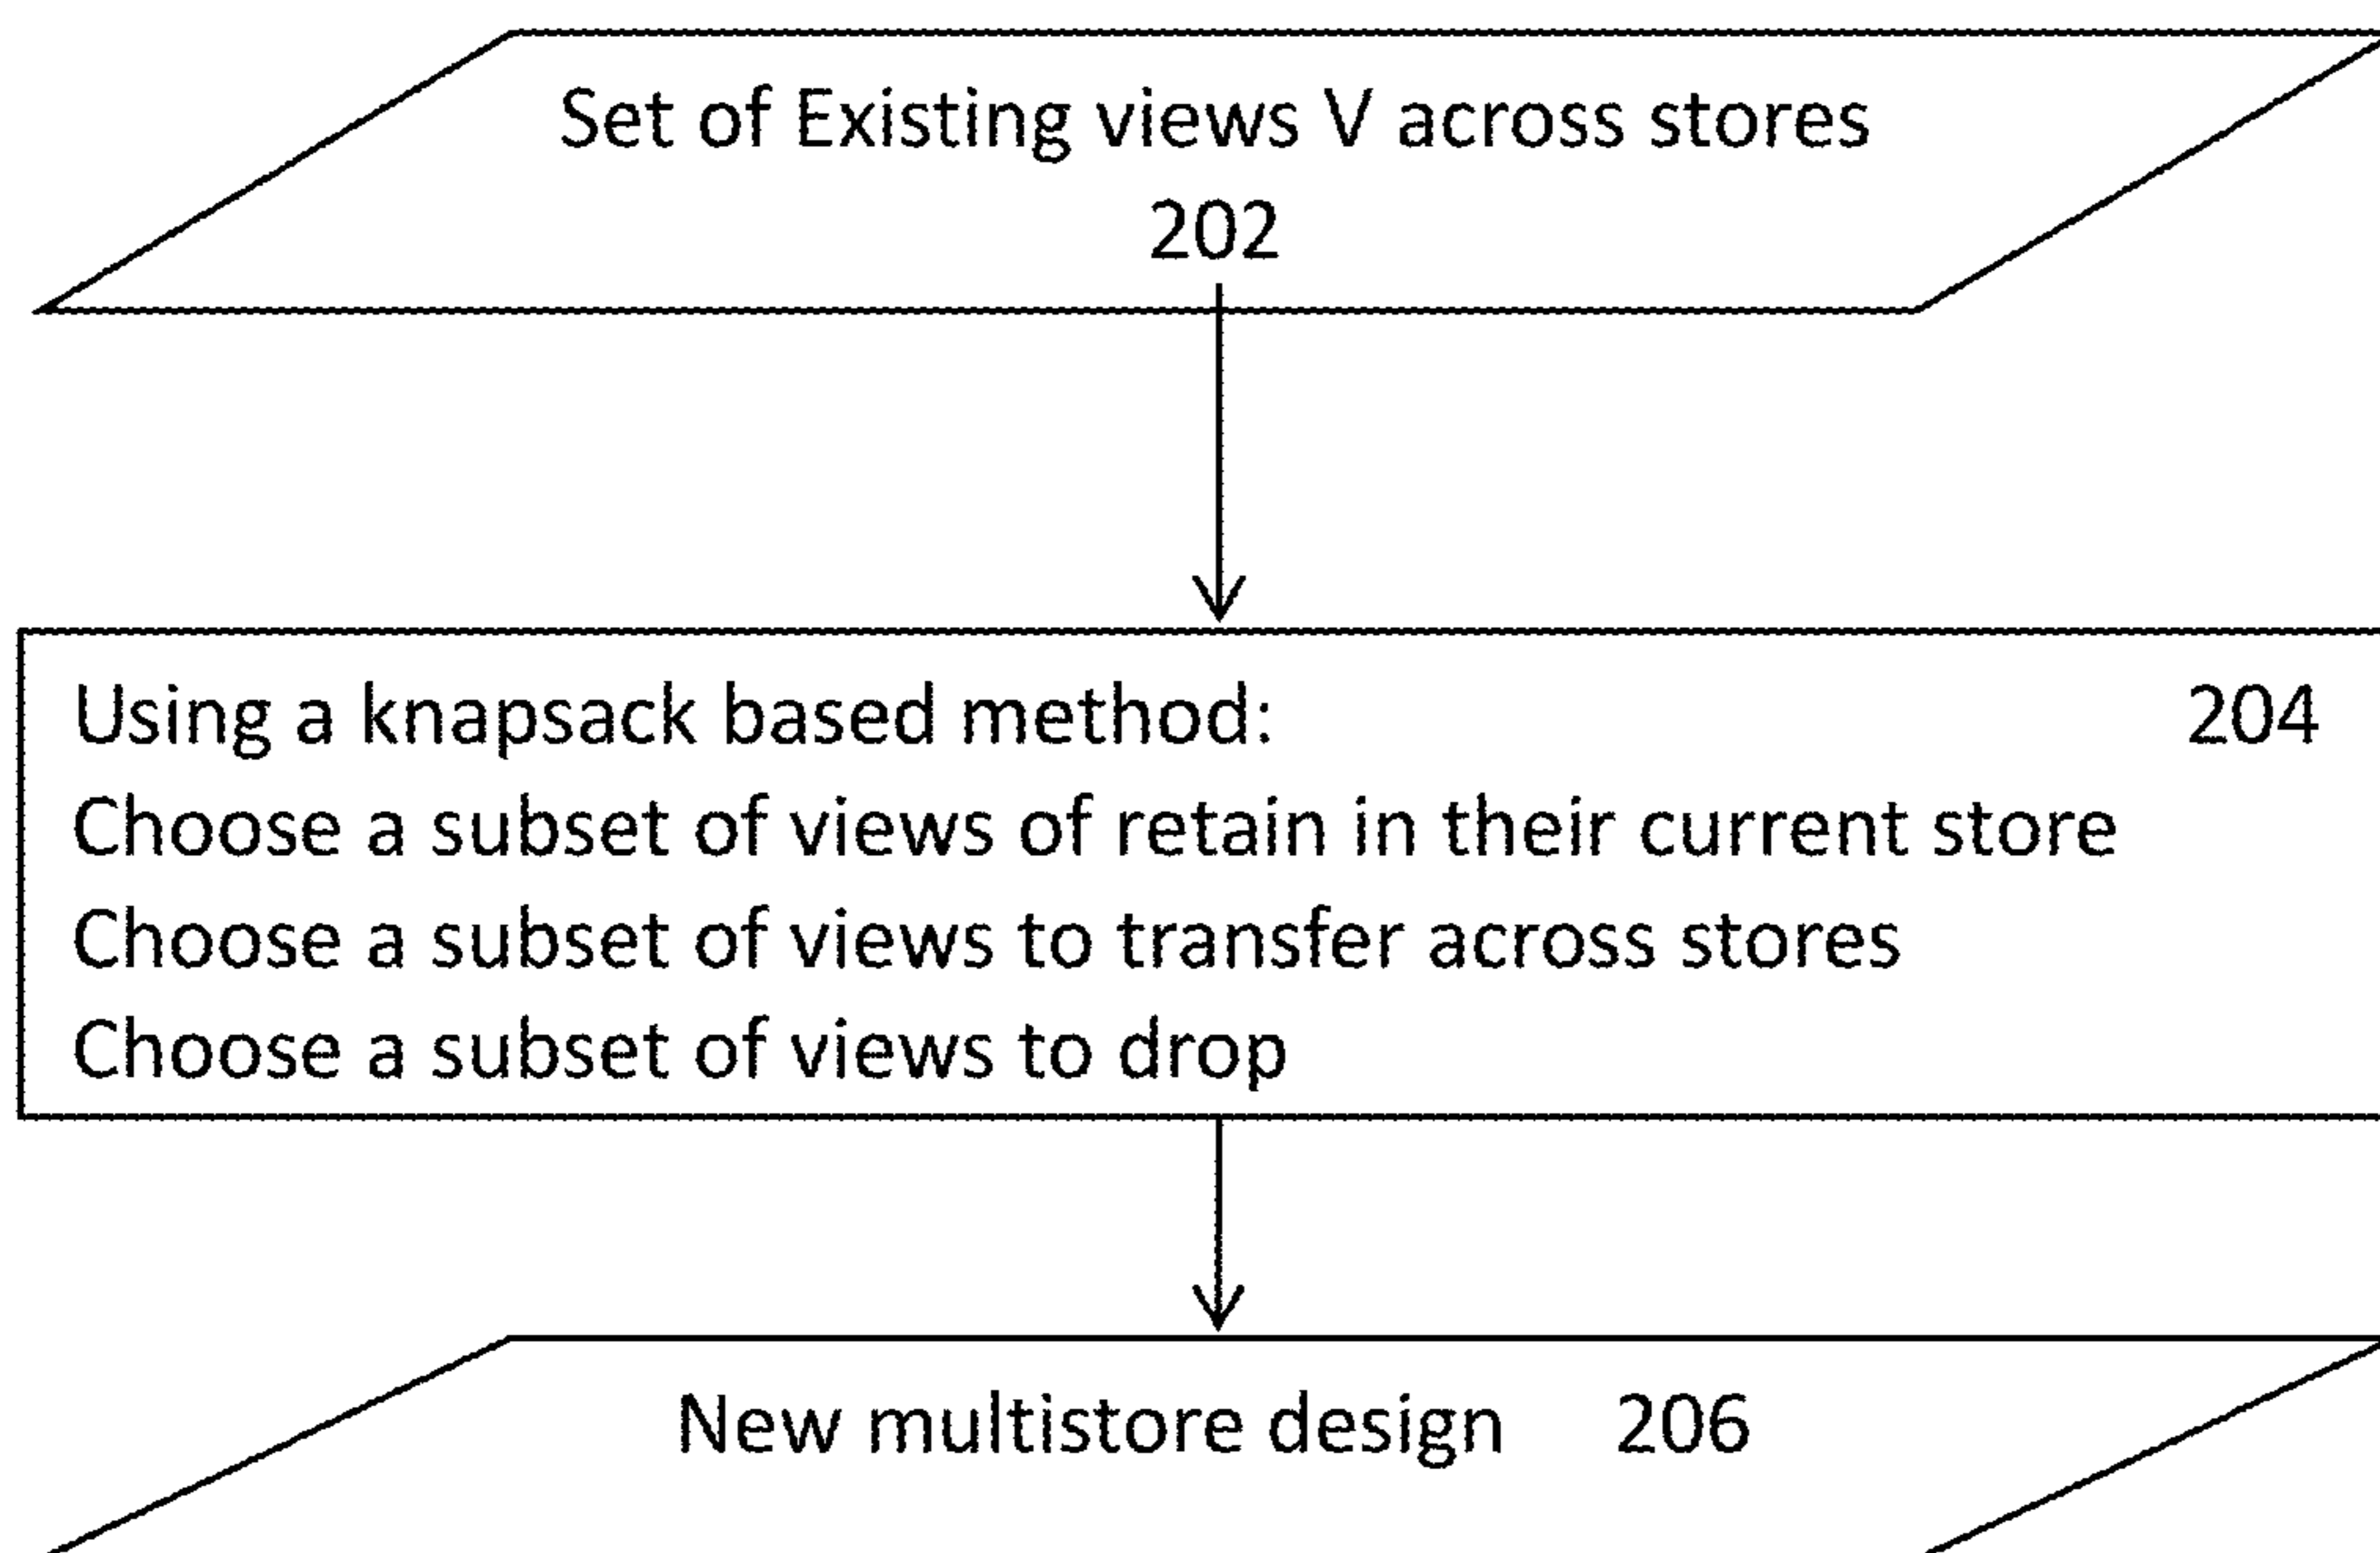 Set of Existing views V across stores
202
Using a knapsack based method: 204
Choose a subset of views of retain in their current store
Choose a subset of views to transfer across stores
Choose a subset of views to drop
New multistore design 206